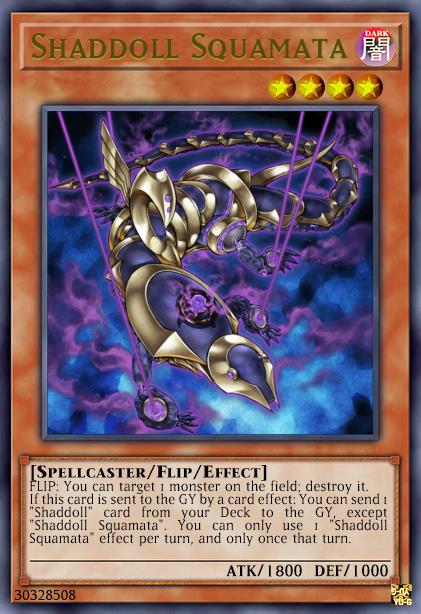 SHADDOLL SQUAMATA
DARK
闇
[SPELLCASTER/FLIP/EFFECT]
FLIP: You can target 1 monster on the field; destroy it.
If this card is sent to the GY by a card effect: You can send 1
"Shaddoll" card from your Deck to the GY, except
"Shaddoll Squamata". You can only use 1 "Shaddoll
Squamata" effect per turn, and only once that turn.
ATK/1800 DEF/1000
30328508